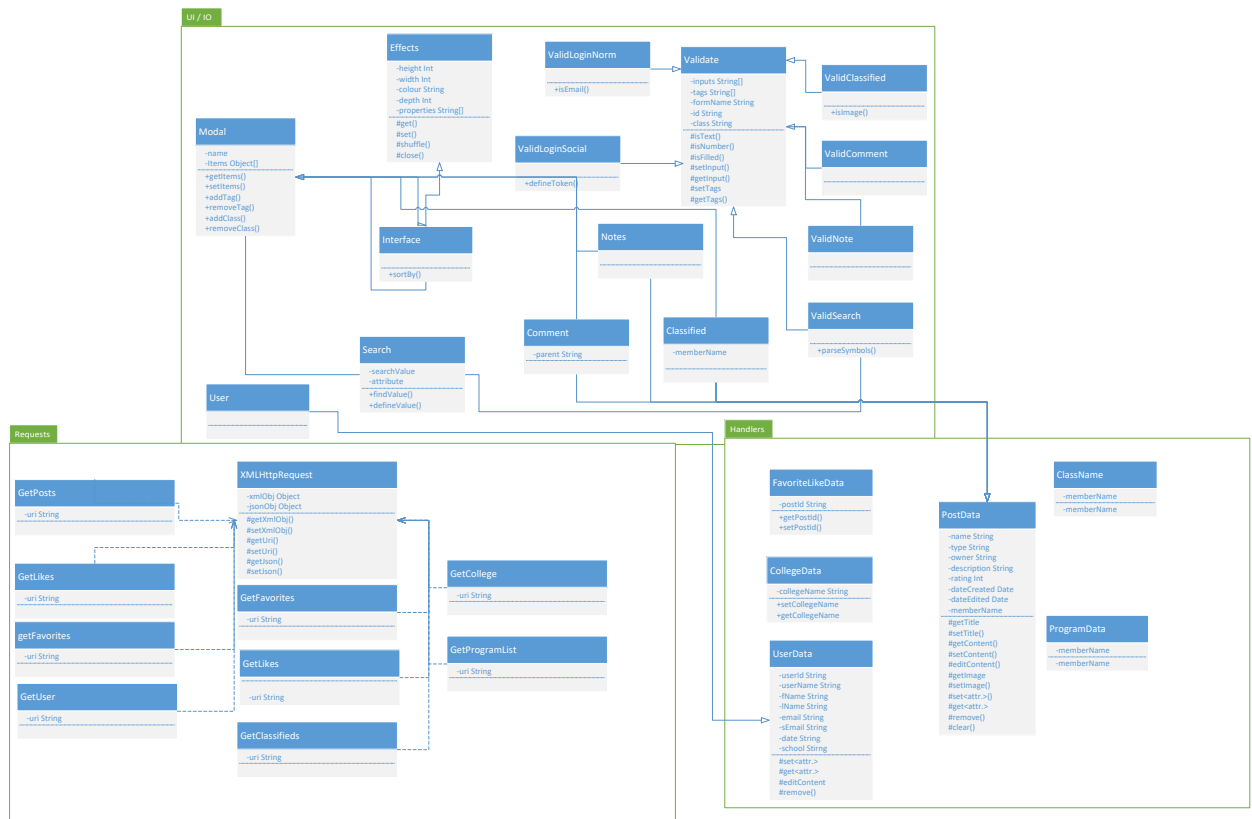 UI / IO
Effects
-height Int
-width Int
-colour String
-depth Int
-properties String[]
#get()
#set()
#shuffle()
#close()
ValidLoginNorm
+isEmail()
Validate
-inputs String[]
-tags String[]
-formName String
-id String
-class String
#isText()
#isNumber()
#isFilled()
#setInput()
#getInput()
#setTags
#getTags()
ValidClassified
+isImage()
Modal
-name
-Items Object[]
+getItems()
+setItems()
+addTag()
+removeTag()
+addClass()
+removeClass()
ValidLoginSocial
+defineToken()
ValidComment
Interface
+sortBy()
Notes
ValidNote
Comment
-parent String
Classified
-memberName
ValidSearch
+parseSymbols()
Search
-searchValue
-attribute
+findValue()
+defineValue()
User
Requests
GetPosts
-uri String
XMLHttpRequest
-xmlObj Object
-jsonObj Object
#getXmlObj()
#setXmlObj()
#getUri()
#setUri()
#getJson()
#setJson()
GetLikes
-uri String
getFavorites
-uri String
GetUser
-uri String
GetFavorites
-uri String
GetLikes
-uri String
GetClassifieds
-uri String
GetCollege
-uri String
GetProgramList
-uri String
Handlers
FavoriteLikeData
-postId String
+getPostId()
+setPostId()
CollegeData
-collegeName String
+setCollegeName
+getCollegeName
UserData
-userId String
-userName String
-fName String
-lName String
-email String
-sEmail String
-date String
-school Stirng
#set<attr.>
#get<attr.>
#editContent
#remove()
PostData
-name String
-type String
-owner String
-description String
-rating Int
-dateCreated Date
-dateEdited Date
-memberName
#getTitle
#setTitle()
#getContent()
#setContent()
#editContent()
#getImage
#setImage()
#set<attr.>()
#get<attr.>
#remove()
#clear()
ClassName
-memberName
-memberName
ProgramData
-memberName
-memberName